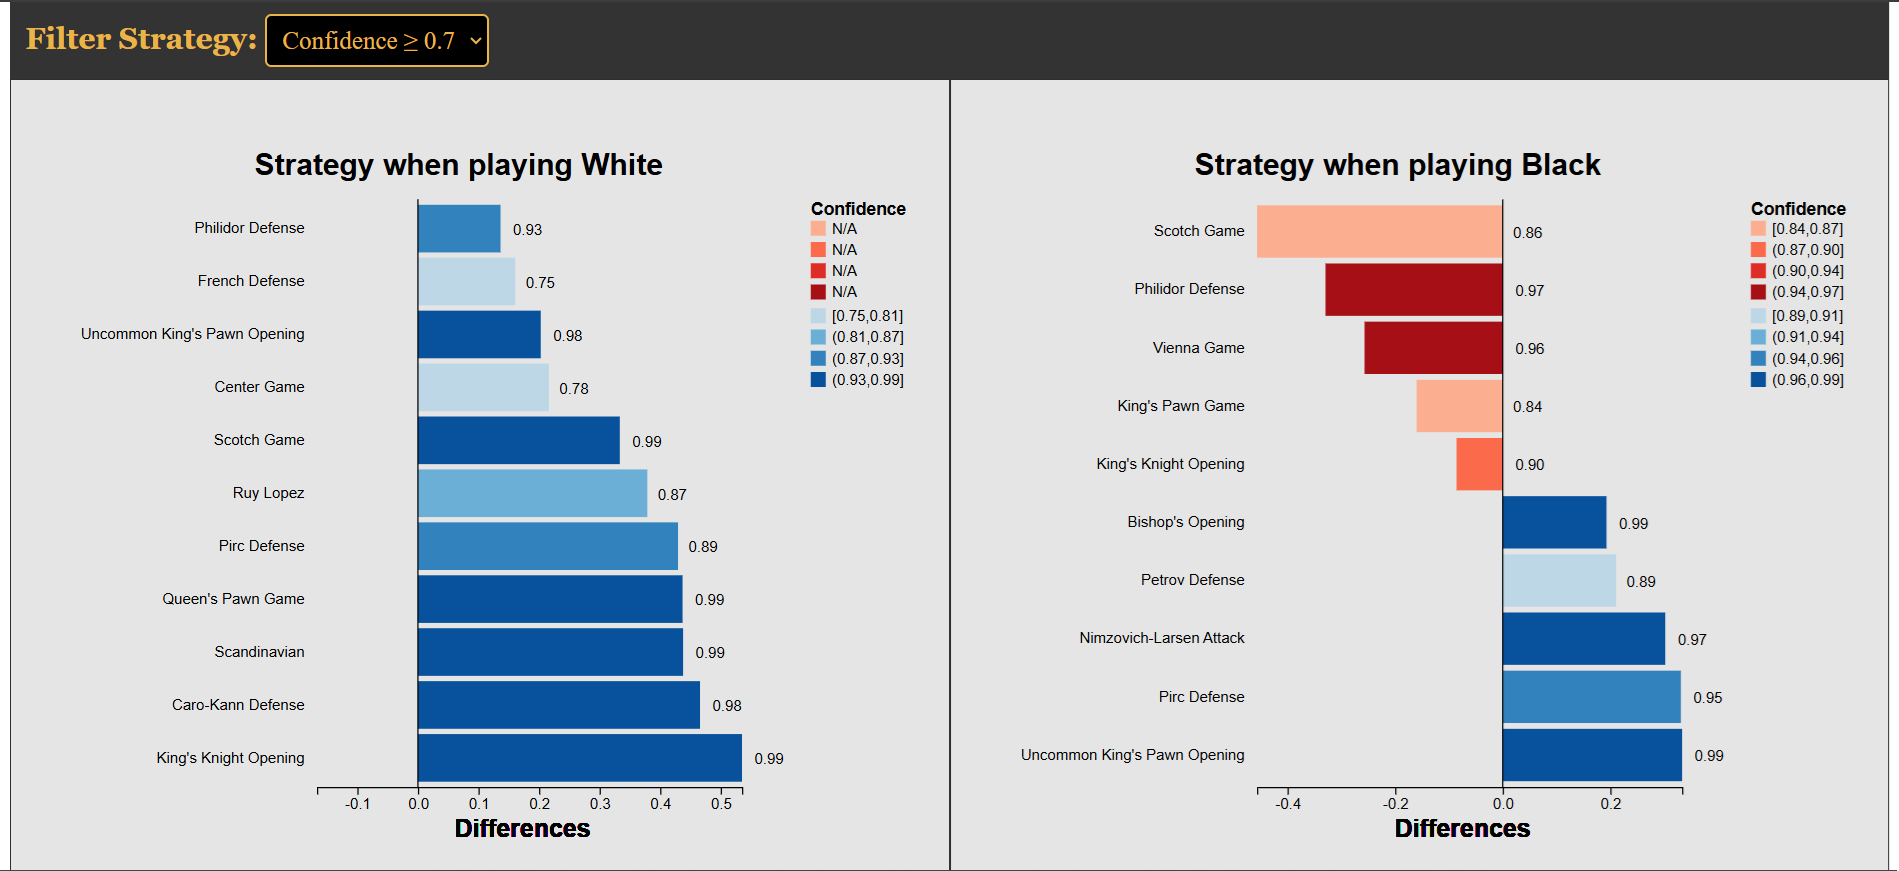 Filter Strategy: Confidence ≥ 0.7
Strategy when playing White
Confidence
N/A
N/A
N/A
N/A
[0.75,0.81]
(0.81,0.87]
(0.87,0.93]
(0.93,0.99]
Philidor Defense 0.93
French Defense 0.75
Uncommon King's Pawn Opening 0.98
Center Game 0.78
Scotch Game 0.99
Ruy Lopez 0.87
Pirc Defense 0.89
Queen's Pawn Game 0.99
Scandinavian 0.99
Caro-Kann Defense 0.98
King's Knight Opening 0.99
-0.1 0.0 0.1 0.2 0.3 0.4 0.5
Differences
Strategy when playing Black
Confidence
[0.84,0.87]
(0.87,0.90]
(0.90,0.94]
(0.94,0.97]
[0.89,0.91]
(0.91,0.94]
(0.94,0.96]
(0.96,0.99]
Scotch Game 0.86
Philidor Defense 0.97
Vienna Game 0.96
King's Pawn Game 0.84
King's Knight Opening 0.90
Bishop's Opening 0.99
Petrov Defense 0.89
Nimzovich-Larsen Attack 0.97
Pirc Defense 0.95
Uncommon King's Pawn Opening 0.99
-0.4 -0.2 0.0 0.2
Differences